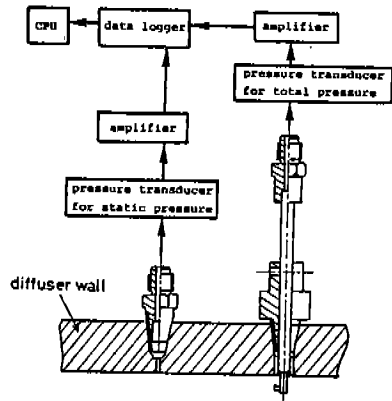 CPU
data logger
amplifier
pressure transducer
for total pressure
amplifier
pressure transducer
for static pressure
diffuser wall